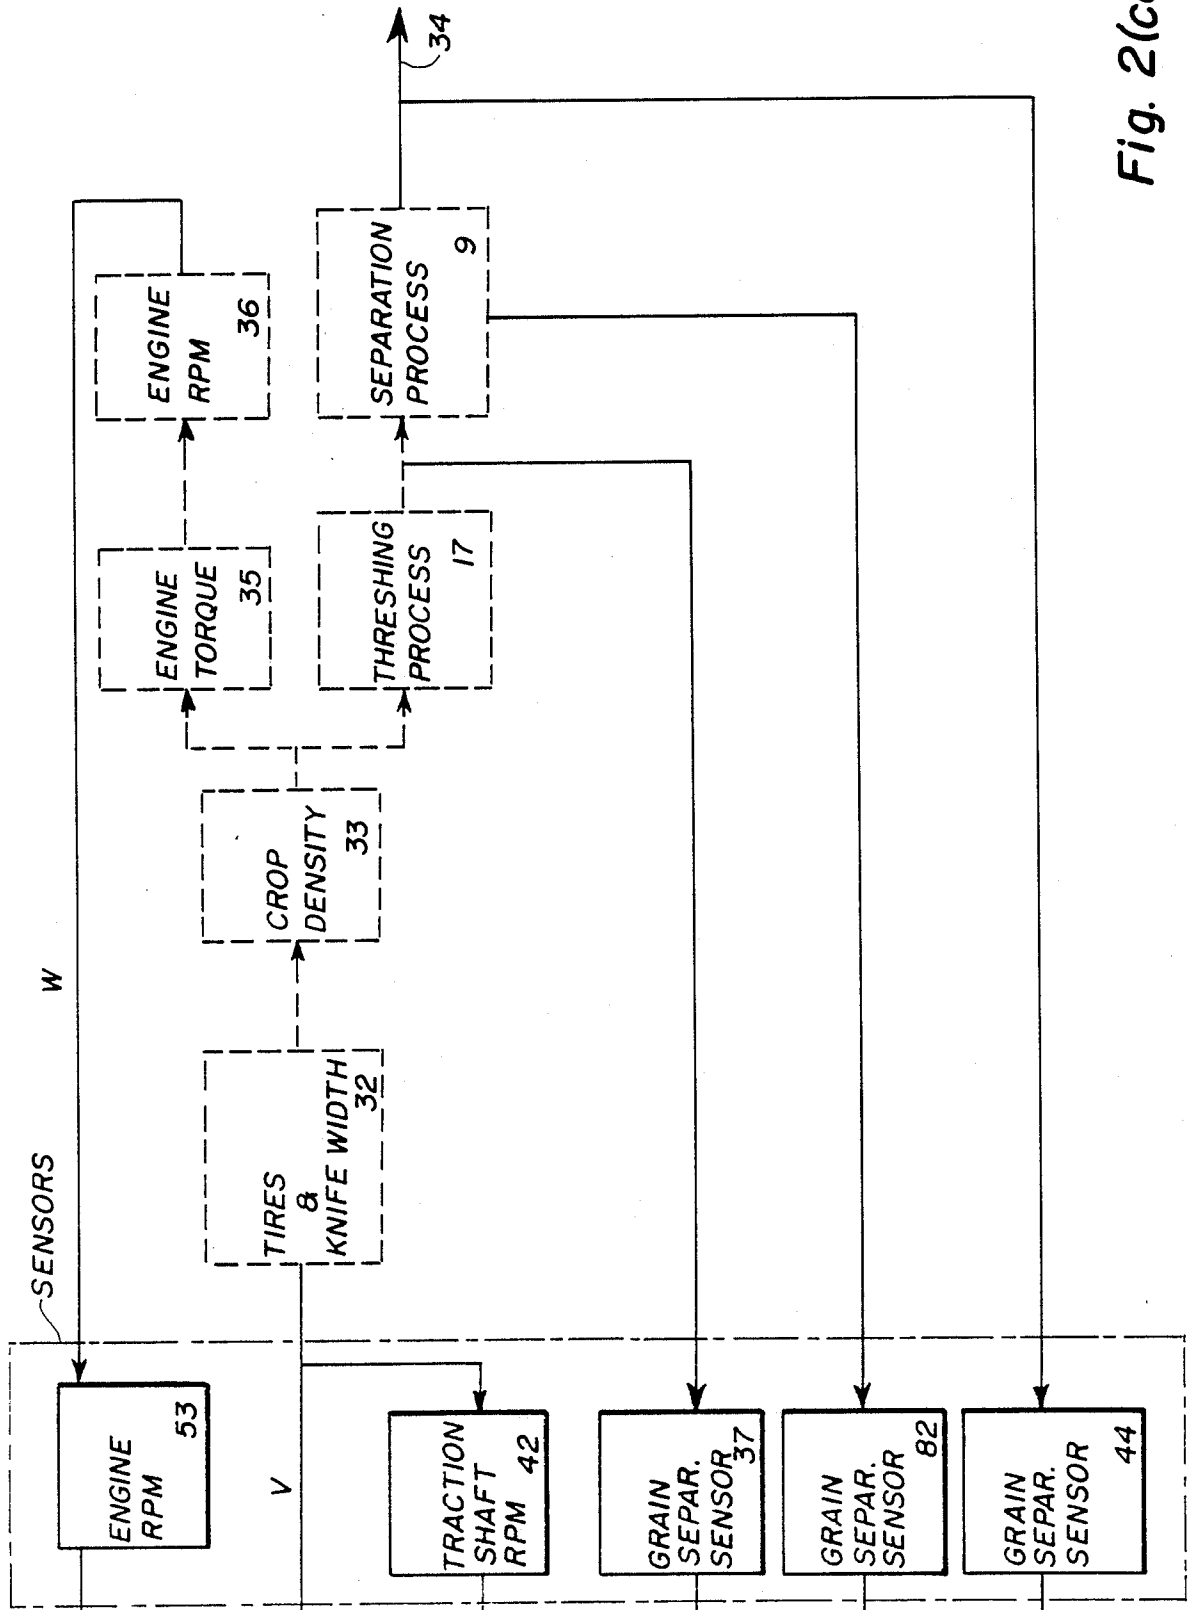 SENSORS
ENGINE
RPM
53
V
TRACTION
SHAFT
RPM
42
GRAIN
SEPAR.
SENSOR
37
GRAIN
SEPAR.
SENSOR
82
GRAIN
SEPAR.
SENSOR
44
W
TIRES
&
KNIFE WIDTH
32
CROP
DENSITY
33
ENGINE
TORQUE
35
THRESHING
PROCESS
17
ENGINE
RPM
36
SEPARATION
PROCESS
9
34
Fig. 2(co